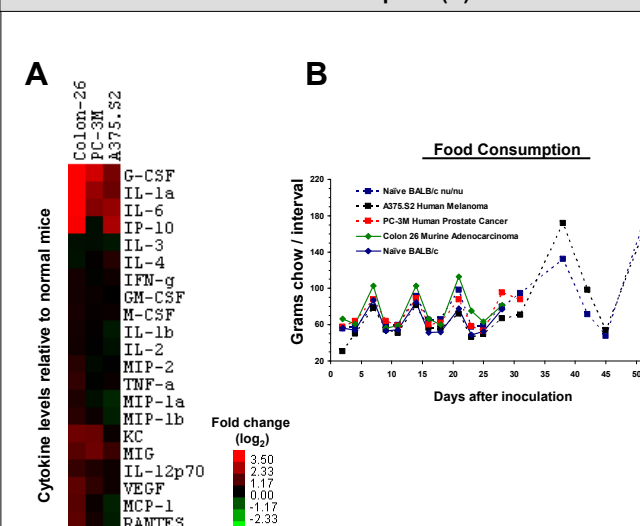 A
B
Colon-26
PC-3M
A375.S2
Cytokine levels relative to normal mice
G-CSF
IL-1a
IL-6
IP-10
IL-3
IL-4
IFN-g
GM-CSF
M-CSF
IL-1b
IL-2
MIP-2
TNF-a
MIP-1a
MIP-1b
KC
MIG
IL-12p70
VEGF
MCP-1
RANTES
Fold change
(log2)
3.50
2.33
1.17
0.00
-1.17
-2.33
Food Consumption
Grams chow / interval
220
180
140
100
60
20
Naïve BALB/c nu/nu
A375.S2 Human Melanoma
PC-3M Human Prostate Cancer
Colon 26 Murine Adenocarcinoma
Naïve BALB/c
0 5 10 15 20 25 30 35 40 45 50
Days after inoculation